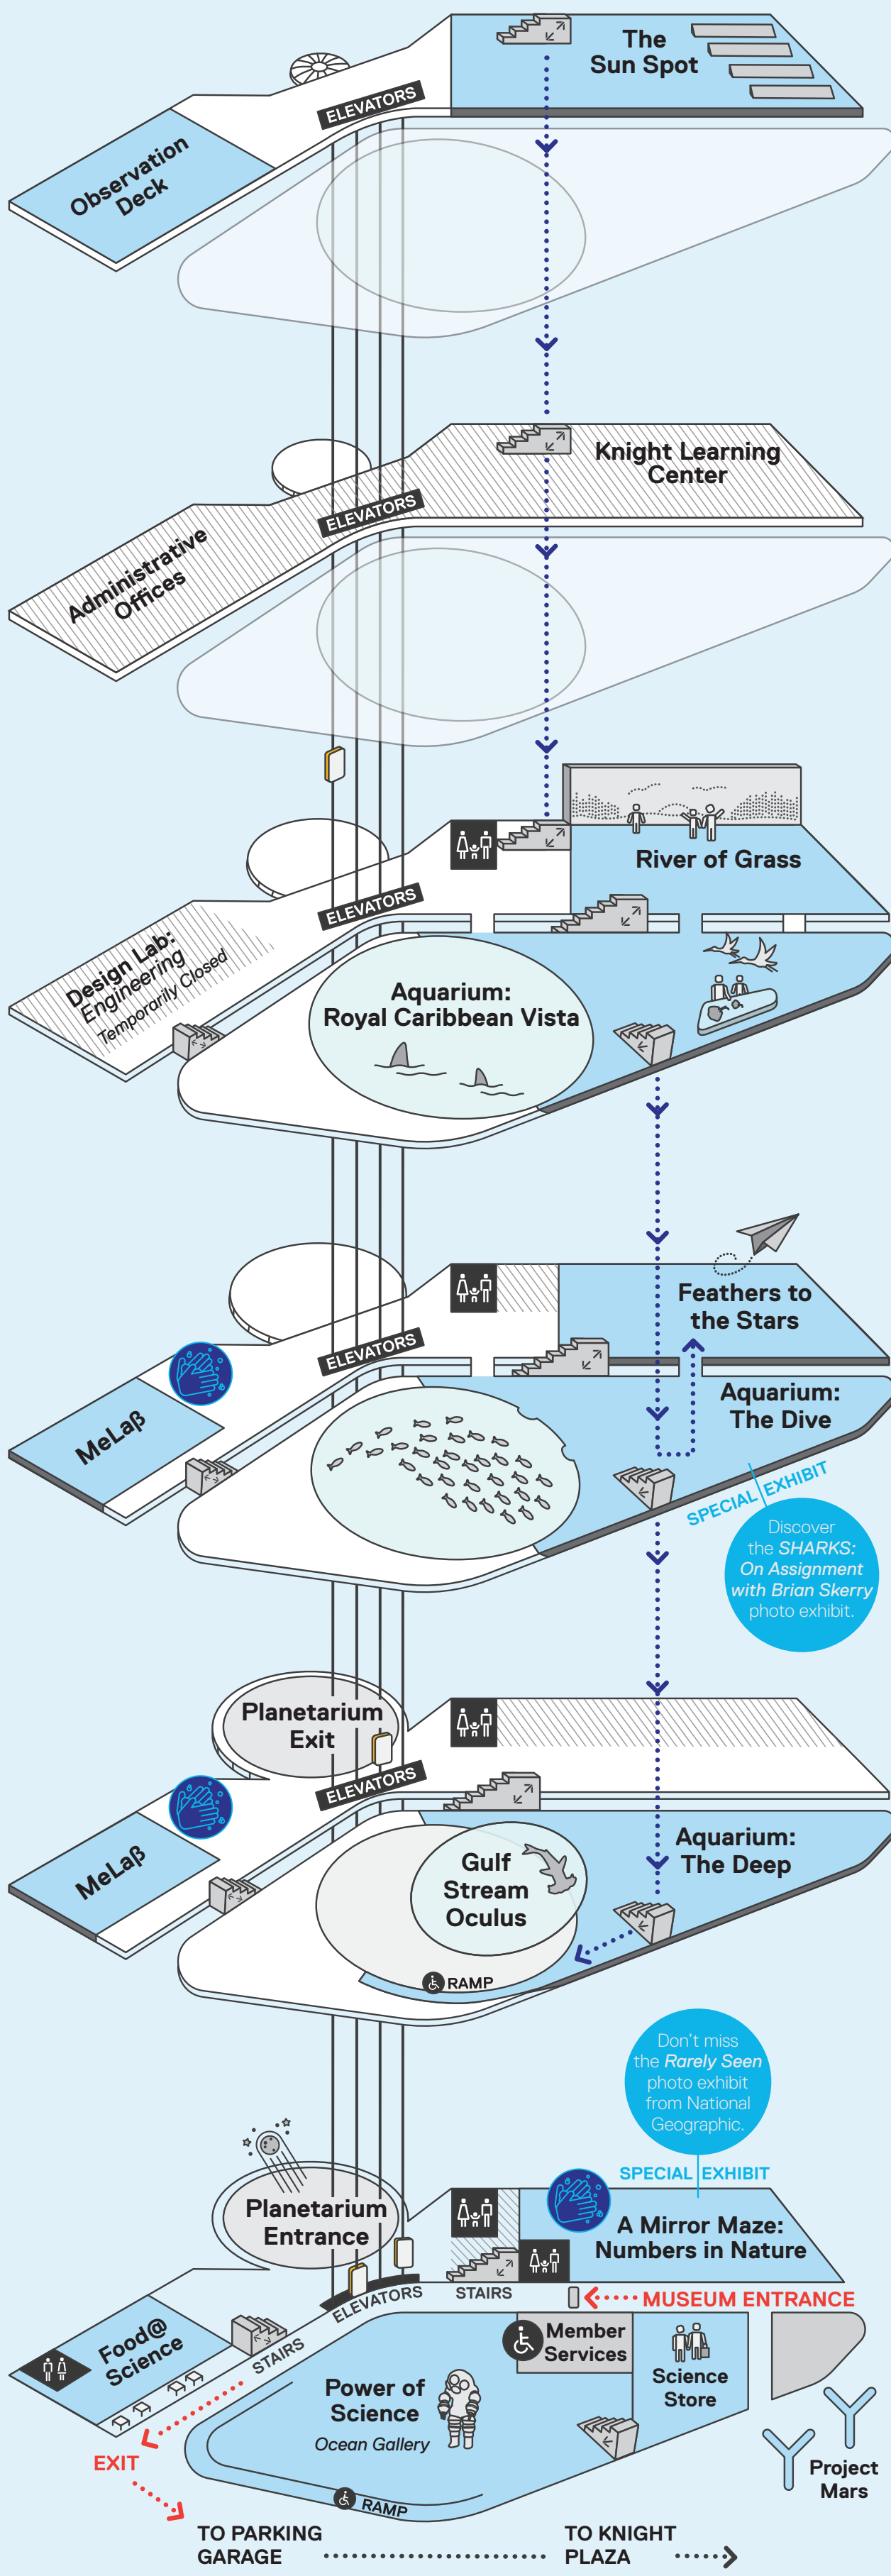 The
Sun Spot
ELEVATORS
Observation
Deck
Knight Learning
Center
ELEVATORS
Administrative
Offices
River of Grass
ELEVATORS
Design Lab:
Engineering
Temporarily Closed
Aquarium:
Royal Caribbean Vista
Feathers to
the Stars
ELEVATORS
Aquarium:
The Dive
MeLaβ
SPECIAL EXHIBIT
Discover
the SHARKS:
On Assignment
with Brian Skerry
photo exhibit.
Planetarium
Exit
ELEVATORS
Aquarium:
The Deep
MeLaβ
Gulf
Stream
Oculus
RAMP
Don't miss
the Rarely Seen
photo exhibit
from National
Geographic.
SPECIAL EXHIBIT
Planetarium
Entrance
A Mirror Maze:
Numbers in Nature
ELEVATORS
STAIRS
MUSEUM ENTRANCE
Food@
Science
STAIRS
Member
Services
Science
Store
Power of
Science
Ocean Gallery
EXIT
RAMP
Project
Mars
TO PARKING
GARAGE
TO KNIGHT
PLAZA